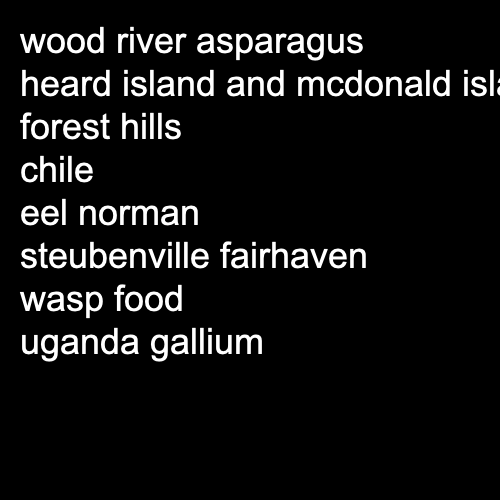 wood river asparagus
heard island and mcdonald
forest hills
chile
eel norman
steubenville fairhaven
wasp food
uganda gallium